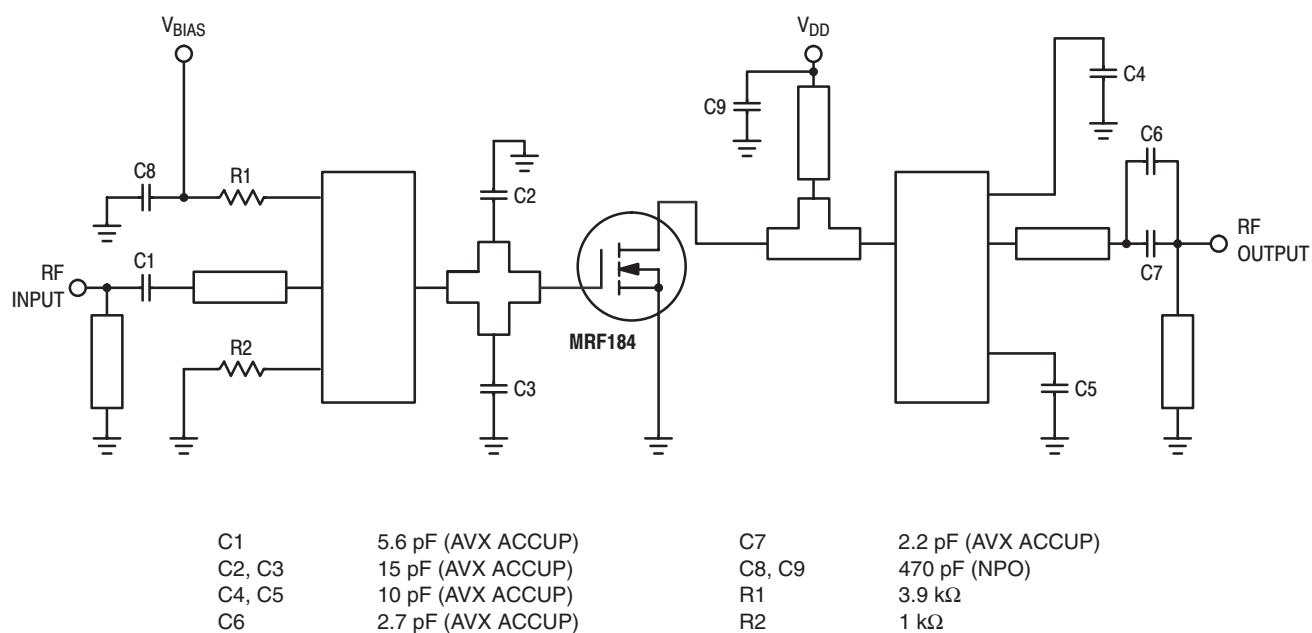 VBIAS
VDD
C4
C9
C6
C8
R1
C2
RF
INPUT
C1
C7
RF
OUTPUT
MRF184
R2
C3
C5
C1 5.6 pF (AVX ACCUP) C7 2.2 pF (AVX ACCUP)
C2, C3 15 pF (AVX ACCUP) C8, C9 470 pF (NPO)
C4, C5 10 pF (AVX ACCUP) R1 3.9 kΩ
C6 2.7 pF (AVX ACCUP) R2 1 kΩ